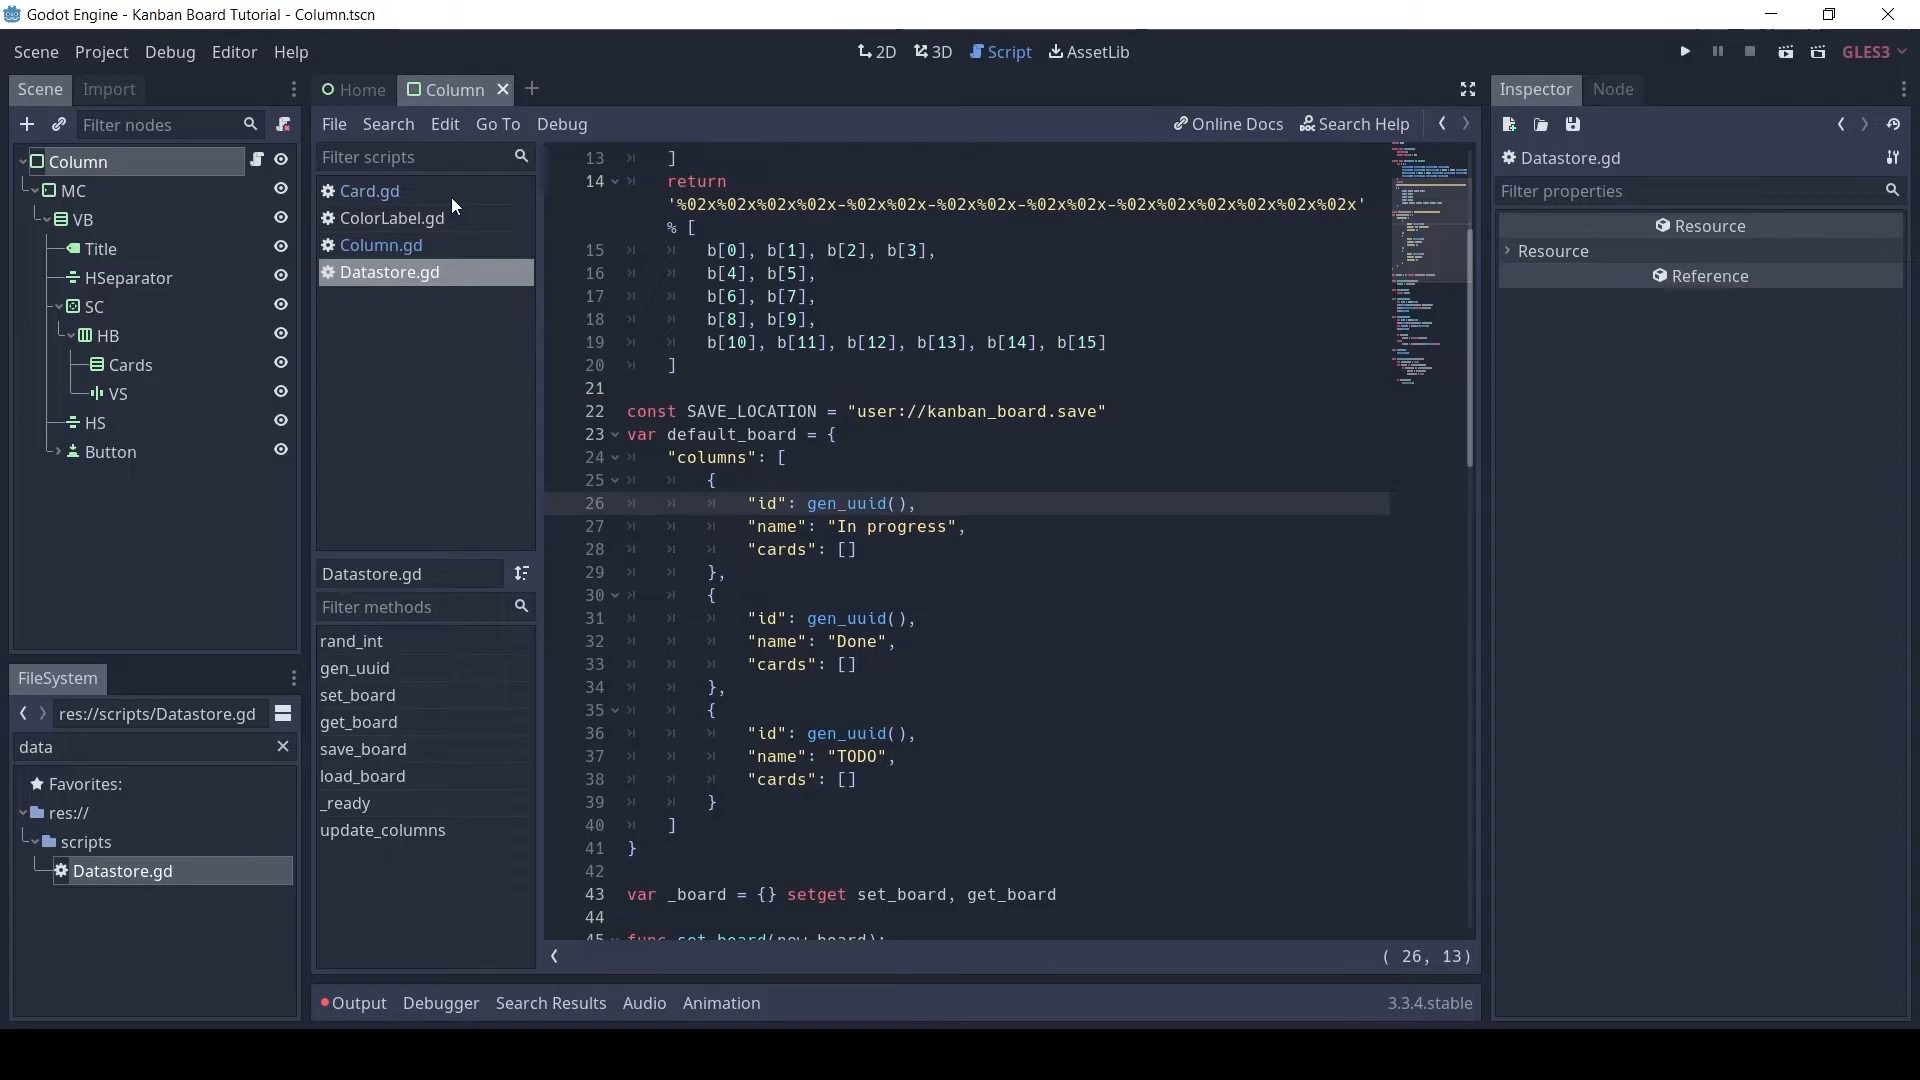 Godot Engine - Kanban Board Tutorial - Column.tscn
Scene Project Debug Editor Help
2D 3D Script AssetLib
GLES3
Scene Import
Filter nodes
Column
MC
VB
Title
HSeparator
SC
HB
Cards
VS
HS
Button
FileSystem
res://scripts/Datastore.gd
data
Favorites:
res://
scripts
Datastore.gd
Home Column
File Search Edit Go To Debug
Online Docs Search Help
Filter scripts
Card.gd
ColorLabel.gd
Column.gd
Datastore.gd
Datastore.gd
Filter methods
rand_int
gen_uuid
set_board
get_board
save_board
load_board
_ready
update_columns
13 ]
14 return
'%02x%02x%02x%02x-%02x%02x-%02x%02x-%02x%02x-%02x%02x%02x%02x%02x%02x'
% [
15 b[0], b[1], b[2], b[3],
16 b[4], b[5],
17 b[6], b[7],
18 b[8], b[9],
19 b[10], b[11], b[12], b[13], b[14], b[15]
20 ]
21
22 const SAVE_LOCATION = "user://kanban_board.save"
23 var default_board = {
24 "columns": [
25 {
26 "id": gen_uuid(),
27 "name": "In progress",
28 "cards": []
29 },
30 {
31 "id": gen_uuid(),
32 "name": "Done",
33 "cards": []
34 },
35 {
36 "id": gen_uuid(),
37 "name": "TODO",
38 "cards": []
39 }
40 ]
41 }
42
43 var _board = {} setget set_board, get_board
44
45 func set_board(new_board):
( 26, 13)
Output Debugger Search Results Audio Animation
3.3.4.stable
Inspector Node
Datastore.gd
Filter properties
Resource
Resource
Reference